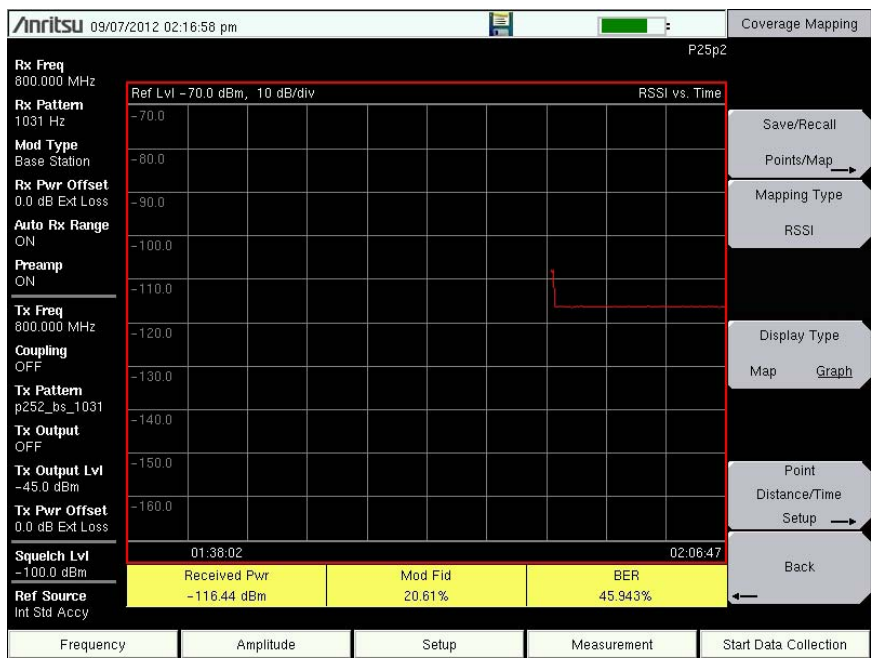 Anritsu 09/07/2012 02:16:58 pm
Coverage Mapping
P25p2
Rx Freq
800.000 MHz
Rx Pattern
1031 Hz
Mod Type
Base Station
Rx Pwr Offset
0.0 dB Ext Loss
Auto Rx Range
ON
Preamp
ON
Tx Freq
800.000 MHz
Coupling
OFF
Tx Pattern
p252_bs_1031
Tx Output
OFF
Tx Output Lvl
-45.0 dBm
Tx Pwr Offset
0.0 dB Ext Loss
Squelch Lvl
-100.0 dBm
Ref Source
Int Std Accy
Ref Lvl -70.0 dBm, 10 dB/div
RSSI vs. Time
-70.0
-80.0
-90.0
-100.0
-110.0
-120.0
-130.0
-140.0
-150.0
-160.0
01:38:02
02:06:47
Received Pwr
-116.44 dBm
Mod Fid
20.61%
BER
45.943%
Save/Recall
Points/Map
Mapping Type
RSSI
Display Type
Map Graph
Point
Distance/Time
Setup
Back
Frequency
Amplitude
Setup
Measurement
Start Data Collection